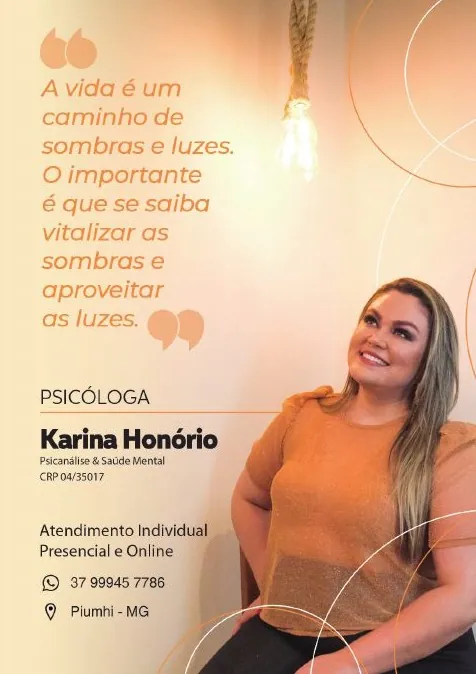 A vida é um
caminho de
sombras e luzes.
O importante
é que se saiba
vitalizar as
sombras e
aproveitar
as luzes.
PSICÓLOGA
Karina Honório
Psicanálise & Saúde Mental
CRP 04/35017
Atendimento Individual
Presencial e Online
37 99945 7786
Piumhi - MG